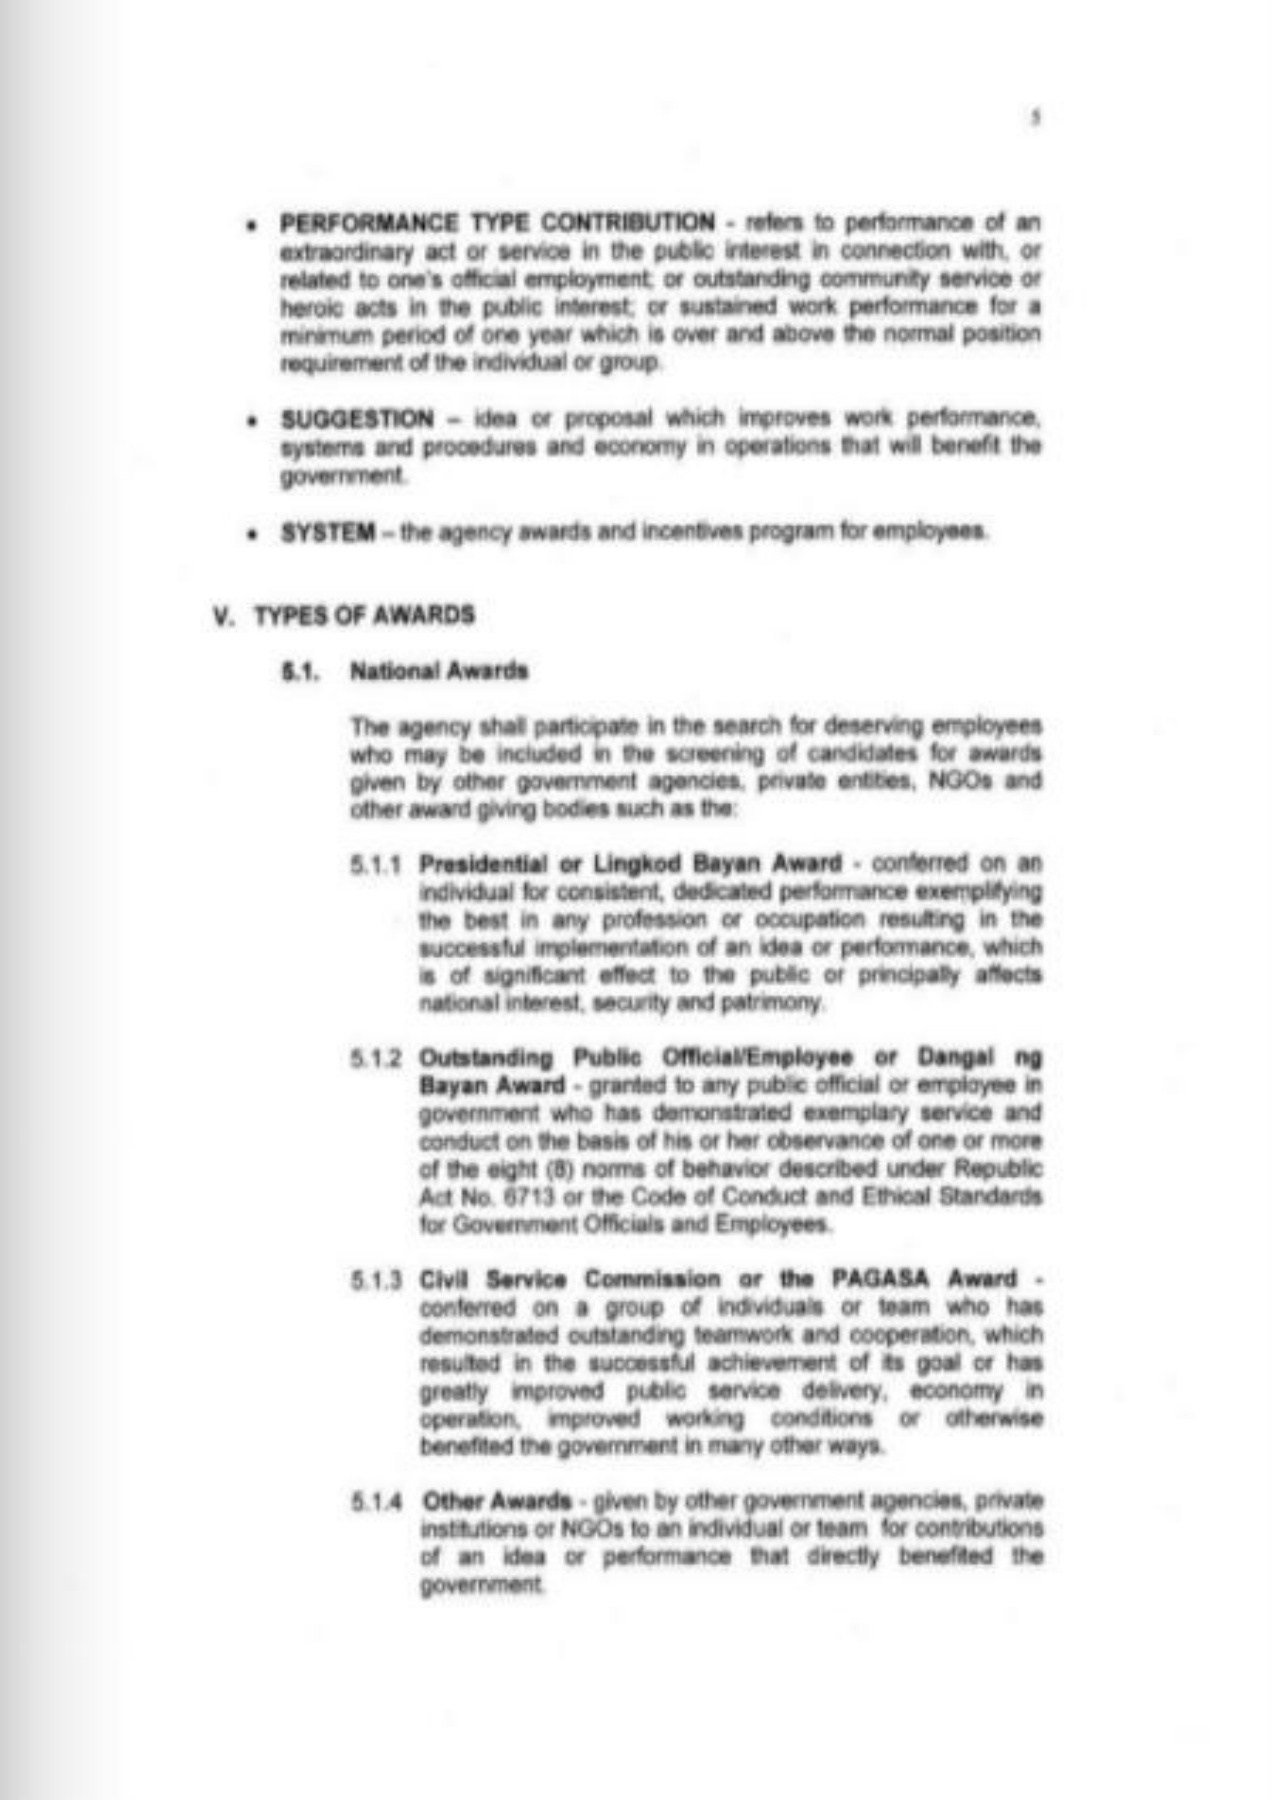 5
• PERFORMANCE TYPE CONTRIBUTION - refers to performance of an
extraordinary act or service in the public interest in connection with, or
related to one's official employment; or outstanding community service or
heroic acts in the public interest; or sustained work performance for a
minimum period of one year which is over and above the normal position
requirement of the individual or group.
• SUGGESTION – idea or proposal which improves work performance,
systems and procedures and economy in operations that will benefit the
government.
• SYSTEM – the agency awards and incentives program for employees.
V. TYPES OF AWARDS
5.1. National Awards
The agency shall participate in the search for deserving employees
who may be included in the screening of candidates for awards
given by other government agencies, private entities, NGOs and
other award giving bodies such as the:
5.1.1 Presidential or Lingkod Bayan Award - conferred on an
individual for consistent, dedicated performance exemplifying
the best in any profession or occupation resulting in the
successful implementation of an idea or performance, which
is of significant effect to the public or principally affects
national interest, security and patrimony.
5.1.2 Outstanding Public Official/Employee or Dangal ng
Bayan Award - granted to any public official or employee in
government who has demonstrated exemplary service and
conduct on the basis of his or her observance of one or more
of the eight (8) norms of behavior described under Republic
Act No. 6713 or the Code of Conduct and Ethical Standards
for Government Officials and Employees.
5.1.3 Civil Service Commission or the PAGASA Award -
conferred on a group of individuals or team who has
demonstrated outstanding teamwork and cooperation, which
resulted in the successful achievement of its goal or has
greatly improved public service delivery, economy in
operation, improved working conditions or otherwise
benefited the government in many other ways.
5.1.4 Other Awards - given by other government agencies, private
institutions or NGOs to an individual or team for contributions
of an idea or performance that directly benefited the
government.